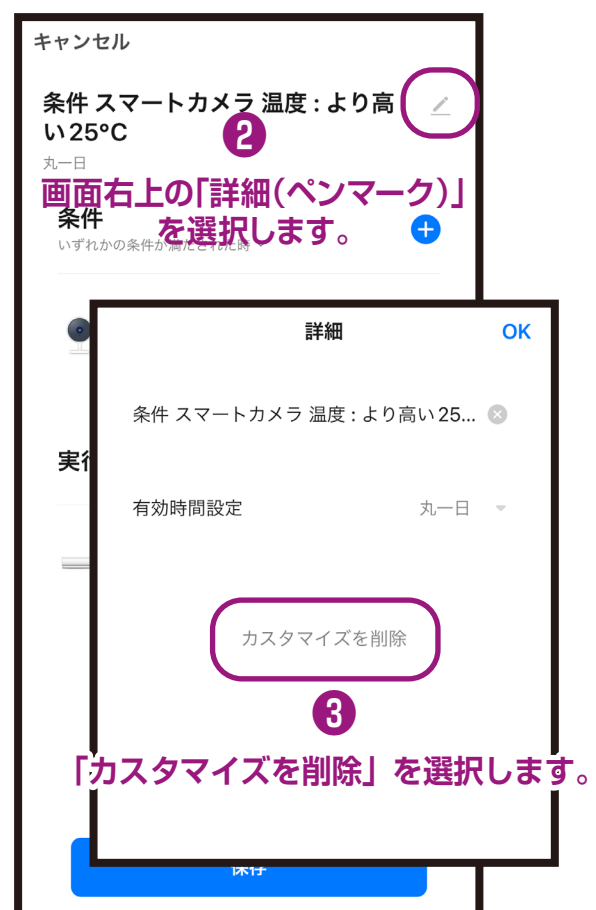 キャンセル
条件 スマートカメラ 温度 : より高
い 25°C
丸一日
❷
画面右上の「詳細(ペンマーク)」
を選択します。
条件
いずれかの条件が満たされた時
詳細
OK
条件 スマートカメラ 温度 : より高い 25...
実行
有効時間設定
丸一日
カスタマイズを削除
❸
「カスタマイズを削除」を選択します。
保存